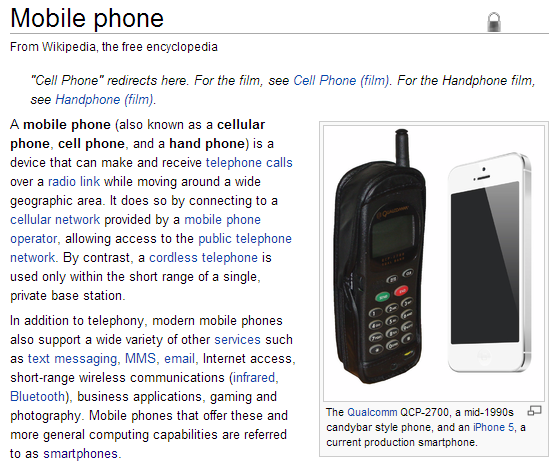 Mobile phone
From Wikipedia, the free encyclopedia
"Cell Phone" redirects here. For the film, see Cell Phone (film). For the Handphone film,
see Handphone (film).
A mobile phone (also known as a cellular
phone, cell phone, and a hand phone) is a
device that can make and receive telephone calls
over a radio link while moving around a wide
geographic area. It does so by connecting to a
cellular network provided by a mobile phone
operator, allowing access to the public telephone
network. By contrast, a cordless telephone is
used only within the short range of a single,
private base station.
In addition to telephony, modern mobile phones
also support a wide variety of other services such
as text messaging, MMS, email, Internet access,
short-range wireless communications (infrared,
Bluetooth), business applications, gaming and
photography. Mobile phones that offer these and
more general computing capabilities are referred
to as smartphones.
QUALCOMM
The Qualcomm QCP-2700, a mid-1990s
candybar style phone, and an iPhone 5, a
current production smartphone.